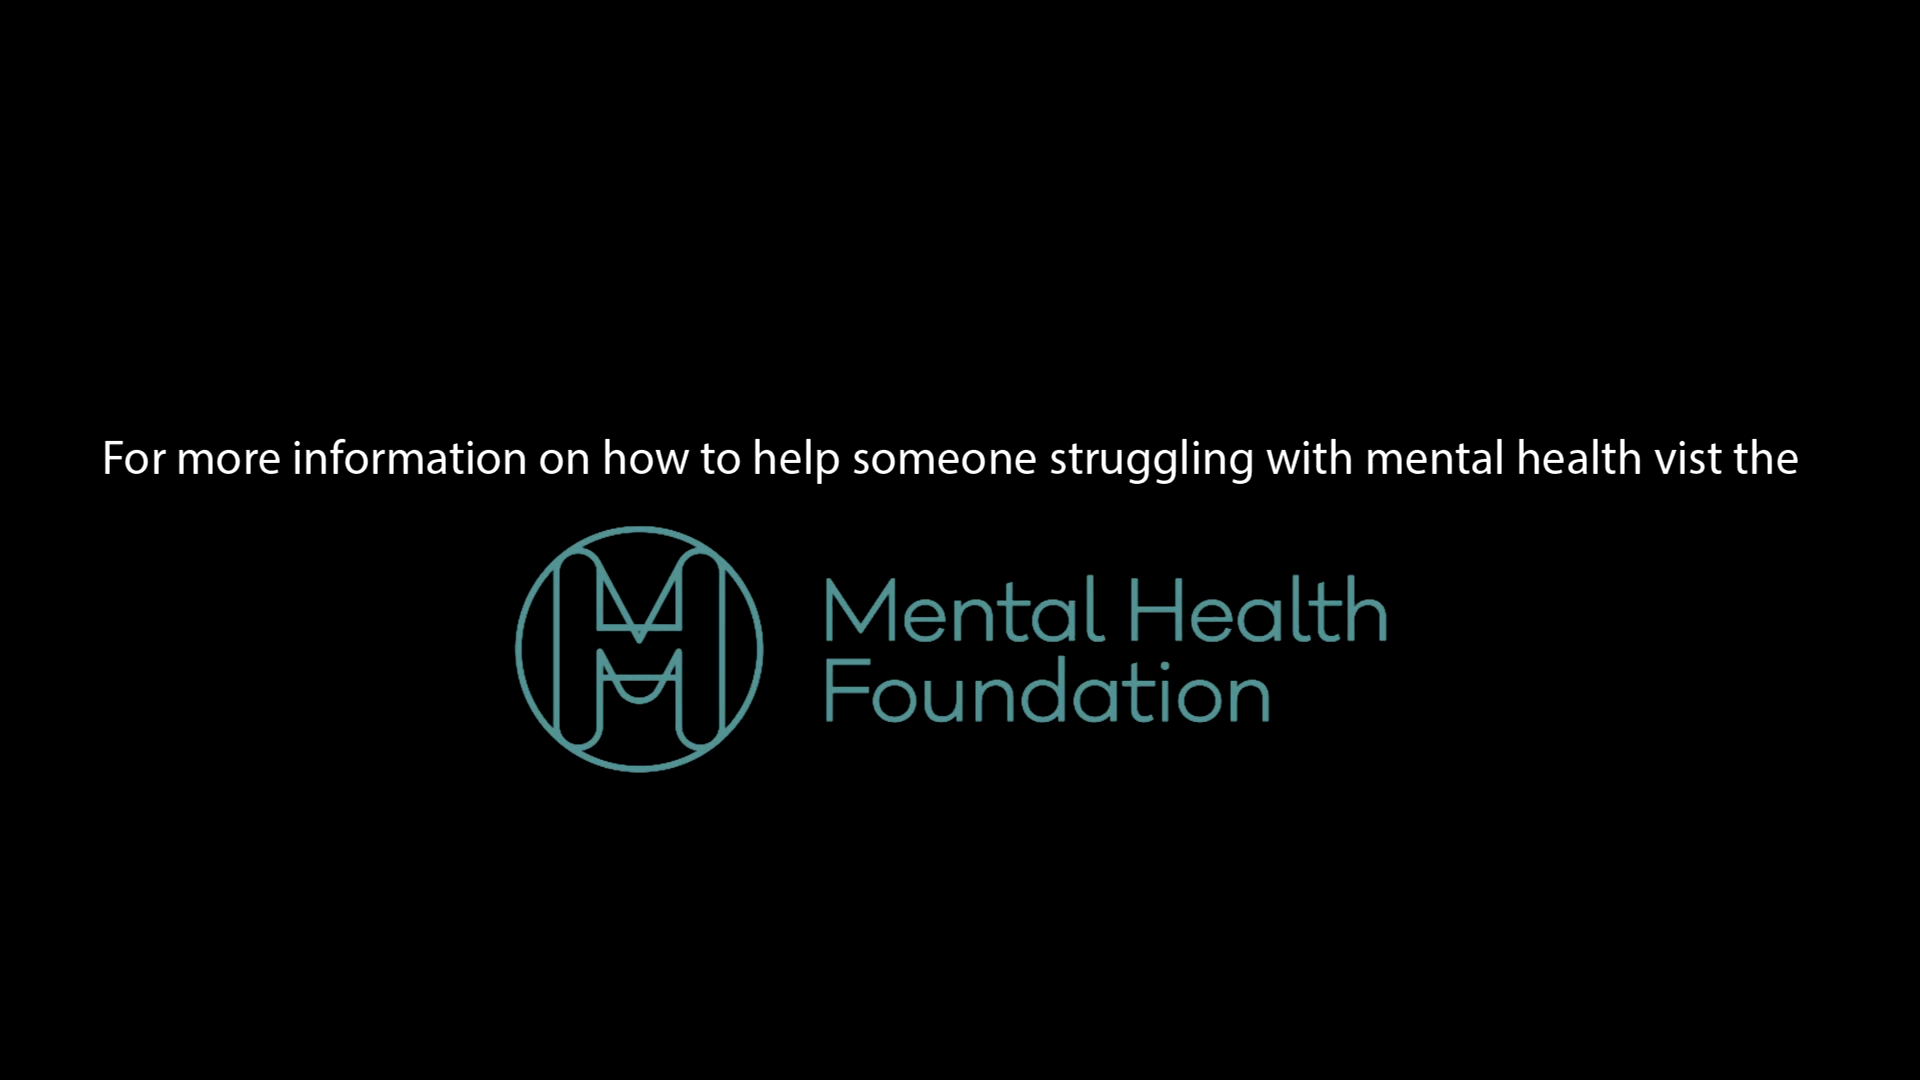 For more information on how to help someone struggling with mental health vist the
Mental Health
Foundation